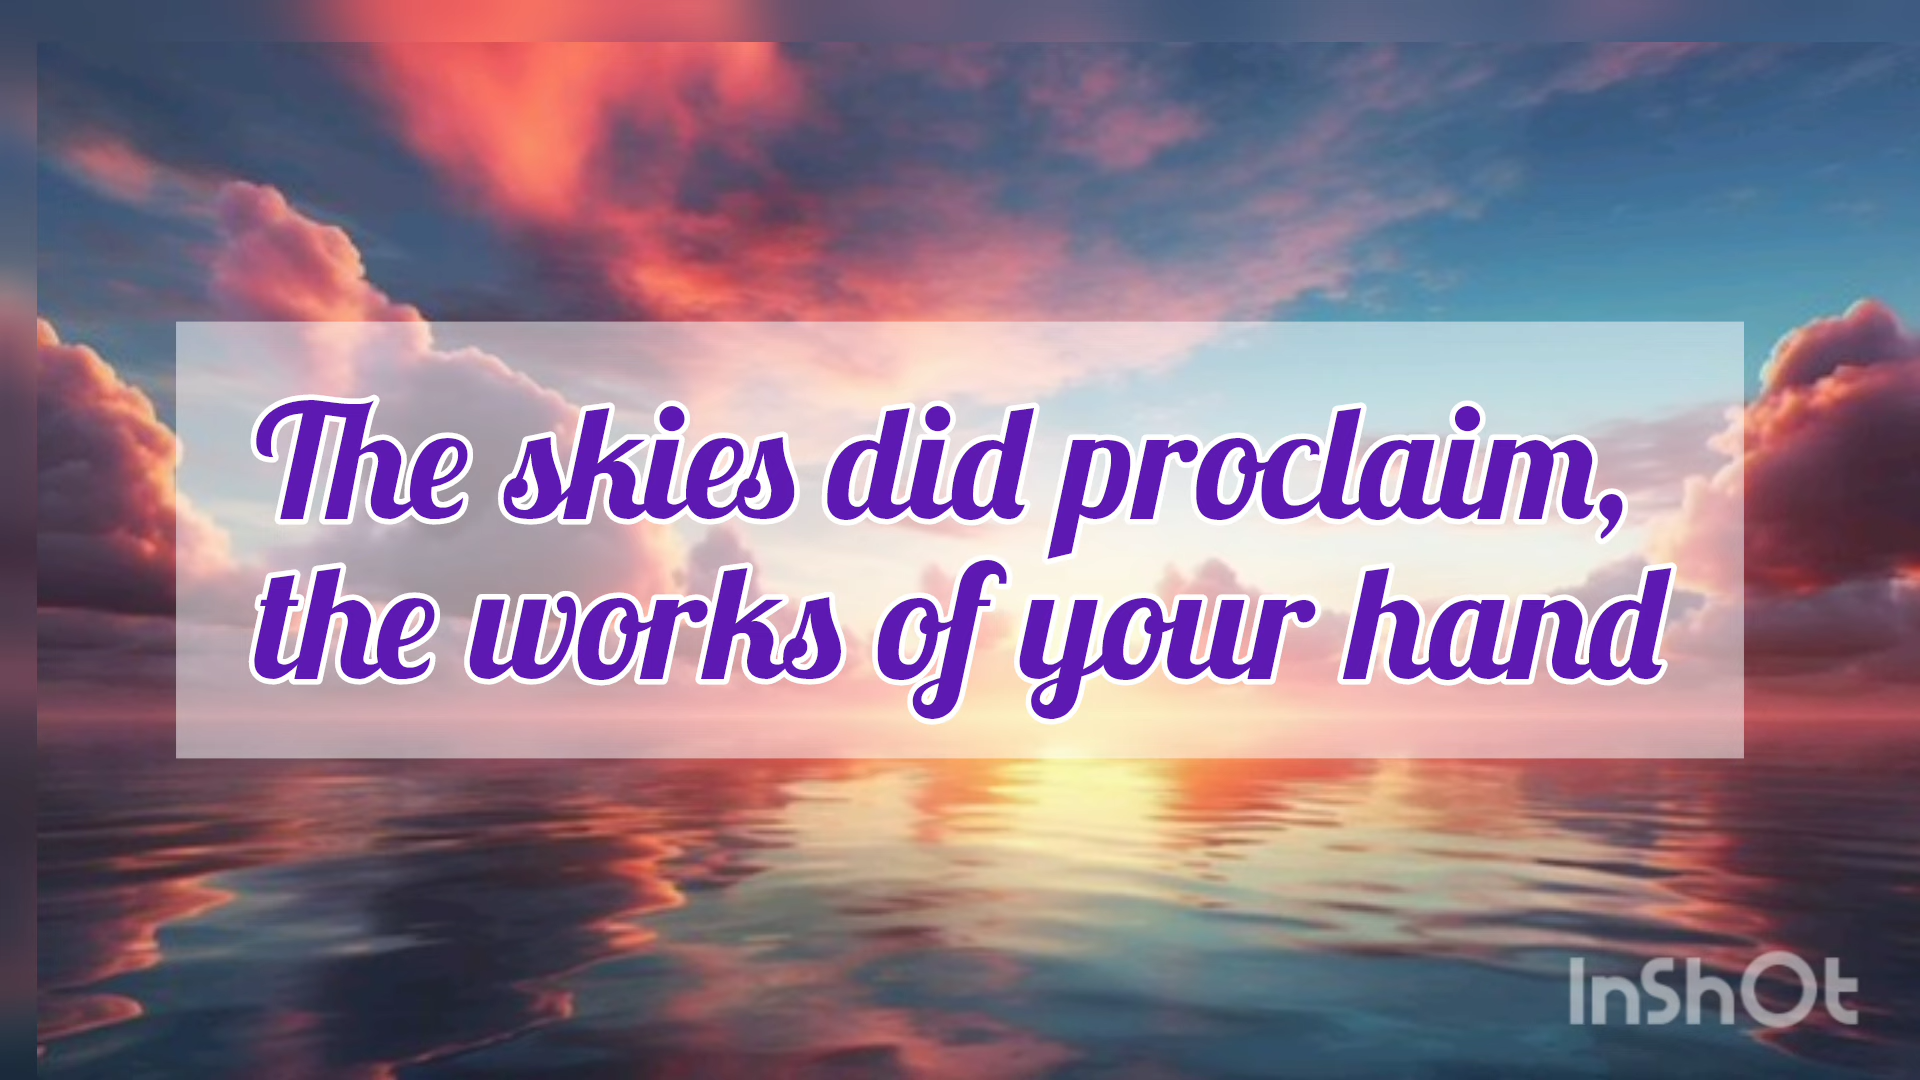 The skies did proclaim,
the works of your hand
InShOt